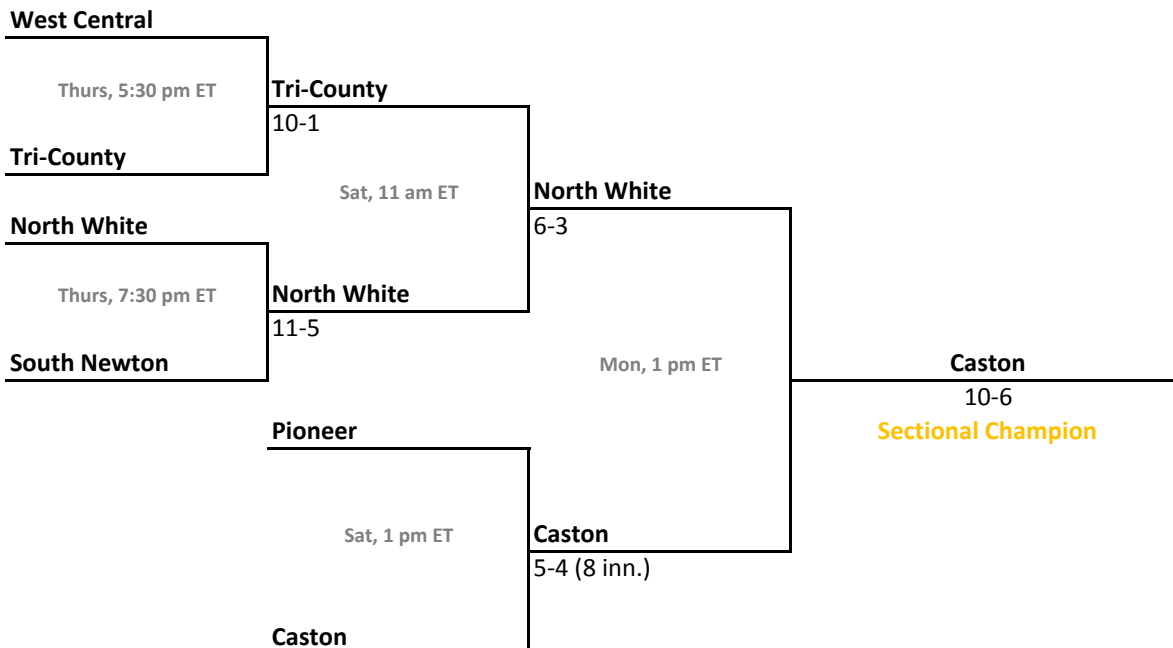 West Central
Thurs, 5:30 pm ET
Tri-County
10-1
Tri-County
Sat, 11 am ET
North White
6-3
North White
Thurs, 7:30 pm ET
North White
11-5
South Newton
Mon, 1 pm ET
Caston
10-6
Sectional Champion
Pioneer
Sat, 1 pm ET
Caston
5-4 (8 inn.)
Caston